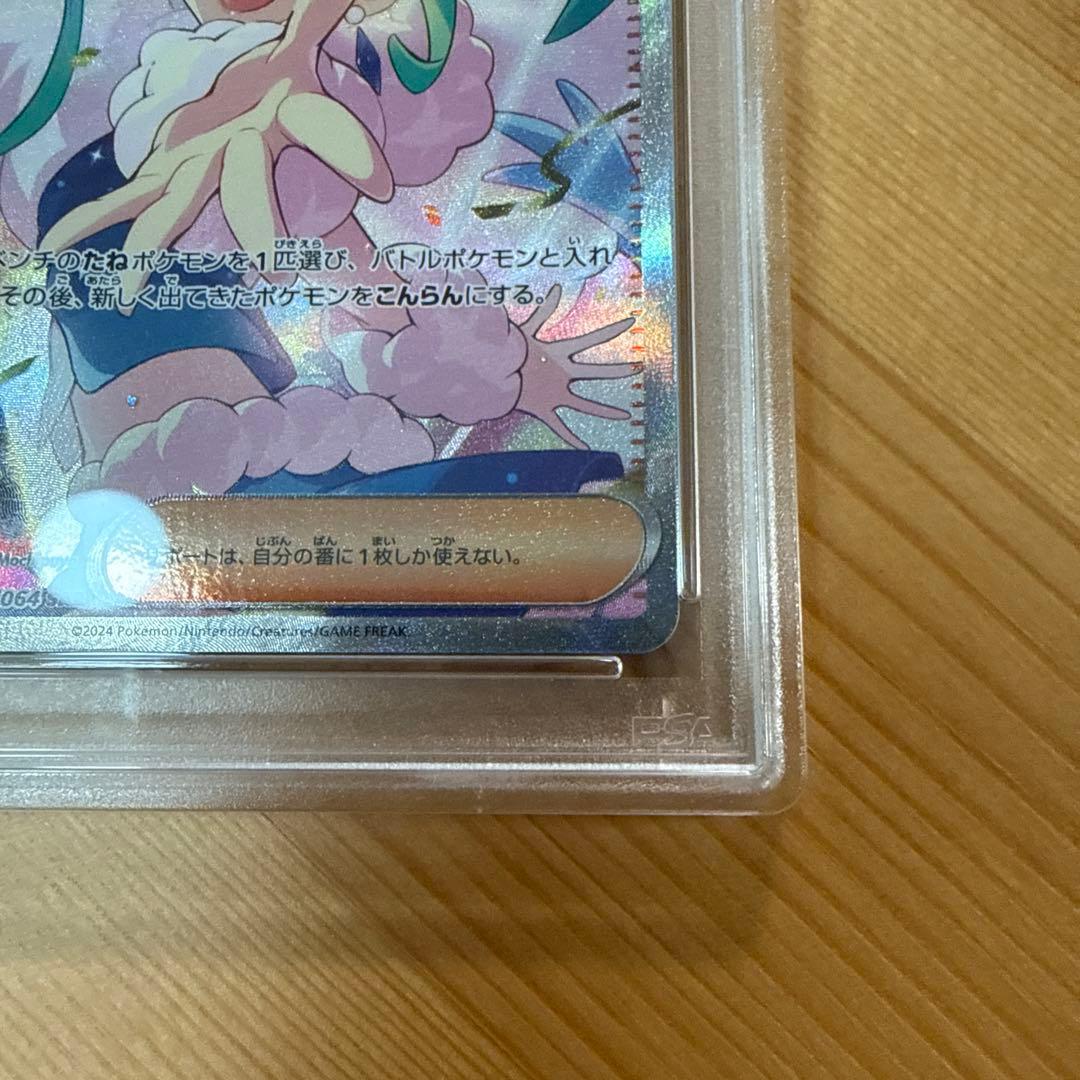 ベンチのたねポケモンを1匹選び、バトルポケモンと入れ
その後、新しく出てきたポケモンをこんらんにする。
ポートは、自分の番に1枚しか使えない。
064
©2024 Pokémon/Nintendo/Creatures/GAME FREAK
PSA